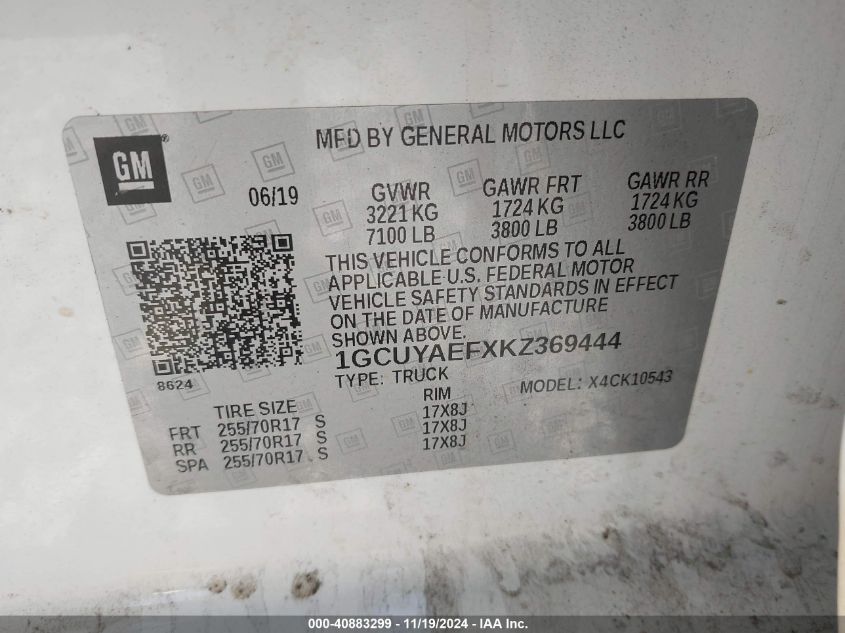 GM
MFD BY GENERAL MOTORS LLC
06/19
GVWR GAWR FRT GAWR RR
3221 KG 1724 KG 1724 KG
7100 LB 3800 LB 3800 LB
THIS VEHICLE CONFORMS TO ALL
APPLICABLE U.S. FEDERAL MOTOR
VEHICLE SAFETY STANDARDS IN EFFECT
ON THE DATE OF MANUFACTURE
SHOWN ABOVE.
1GCUYAEFXKZ369444
8624
TYPE: TRUCK MODEL: X4CK10543
TIRE SIZE RIM
FRT 255/70R17 S 17X8J
RR 255/70R17 S 17X8J
SPA 255/70R17 S 17X8J
000-40883299 - 11/19/2024 - IAA Inc.